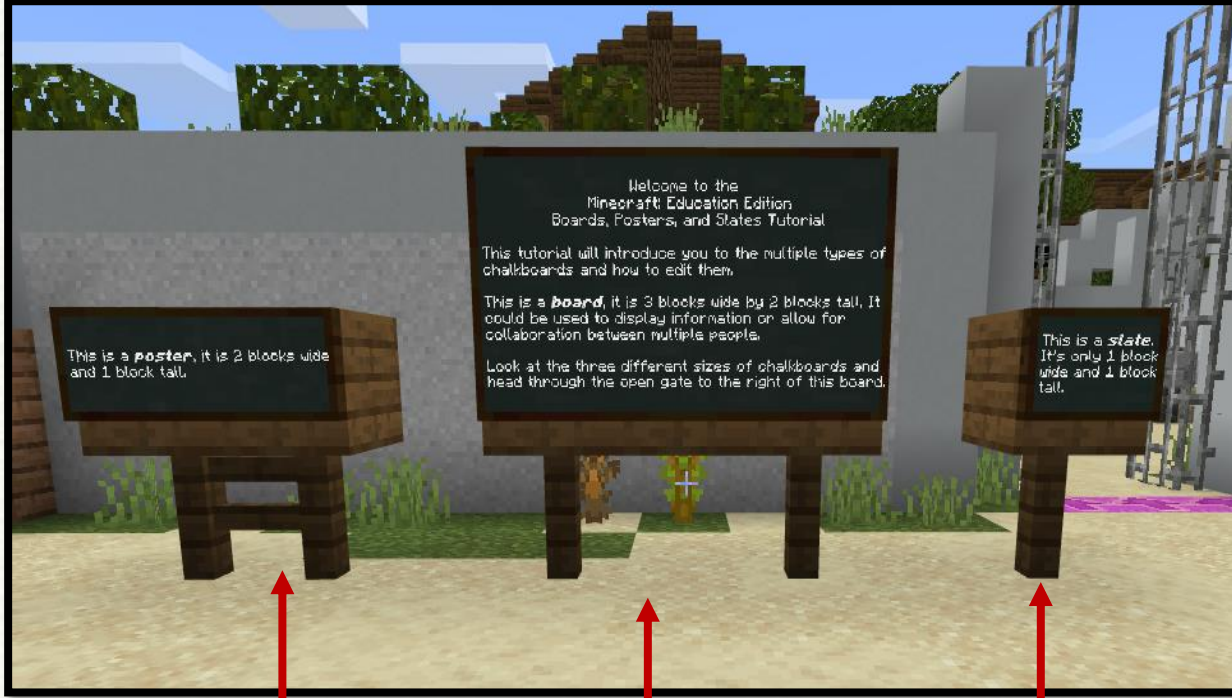 This is a poster, it is 2 blocks wide
and 1 block tall.
Welcome to the
Minecraft: Education Edition
Boards, Posters, and Slates Tutorial
This tutorial will introduce you to the multiple types of
chalkboards and how to edit them.
This is a board, it is 3 blocks wide by 2 blocks tall. It
could be used to display information or allow for
collaboration between multiple people.
Look at the three different sizes of chalkboards and
head through the open gate to the right of this board.
This is a slate.
It's only 1 block
wide and 1 block
tall.